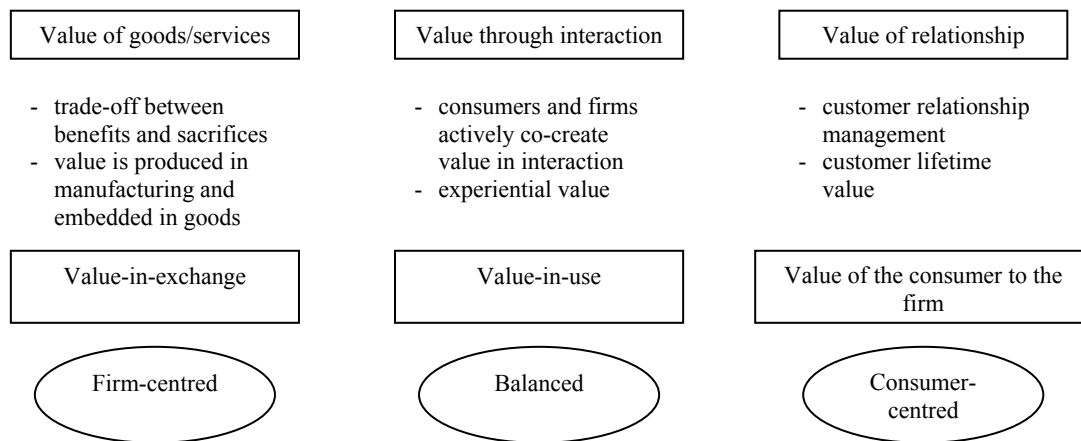 Value of goods/services
- trade-off between
benefits and sacrifices
- value is produced in
manufacturing and
embedded in goods
Value-in-exchange
Firm-centred
Value through interaction
- consumers and firms
actively co-create
value in interaction
- experiential value
Value-in-use
Balanced
Value of relationship
- customer relationship
management
- customer lifetime
value
Value of the consumer to the
firm
Consumer-
centred